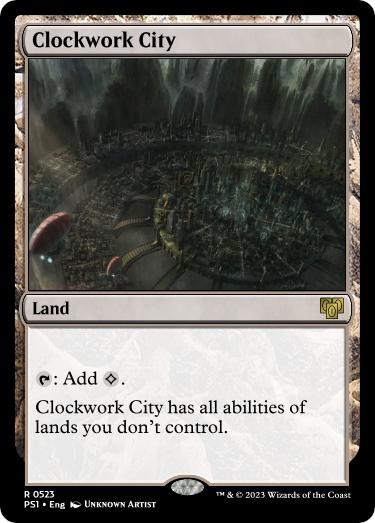 Clockwork City
Land
: Add .
Clockwork City has all abilities of
lands you don't control.
R 0523
PS1 • Eng Unknown Artist
™ & © 2023 Wizards of the Coast